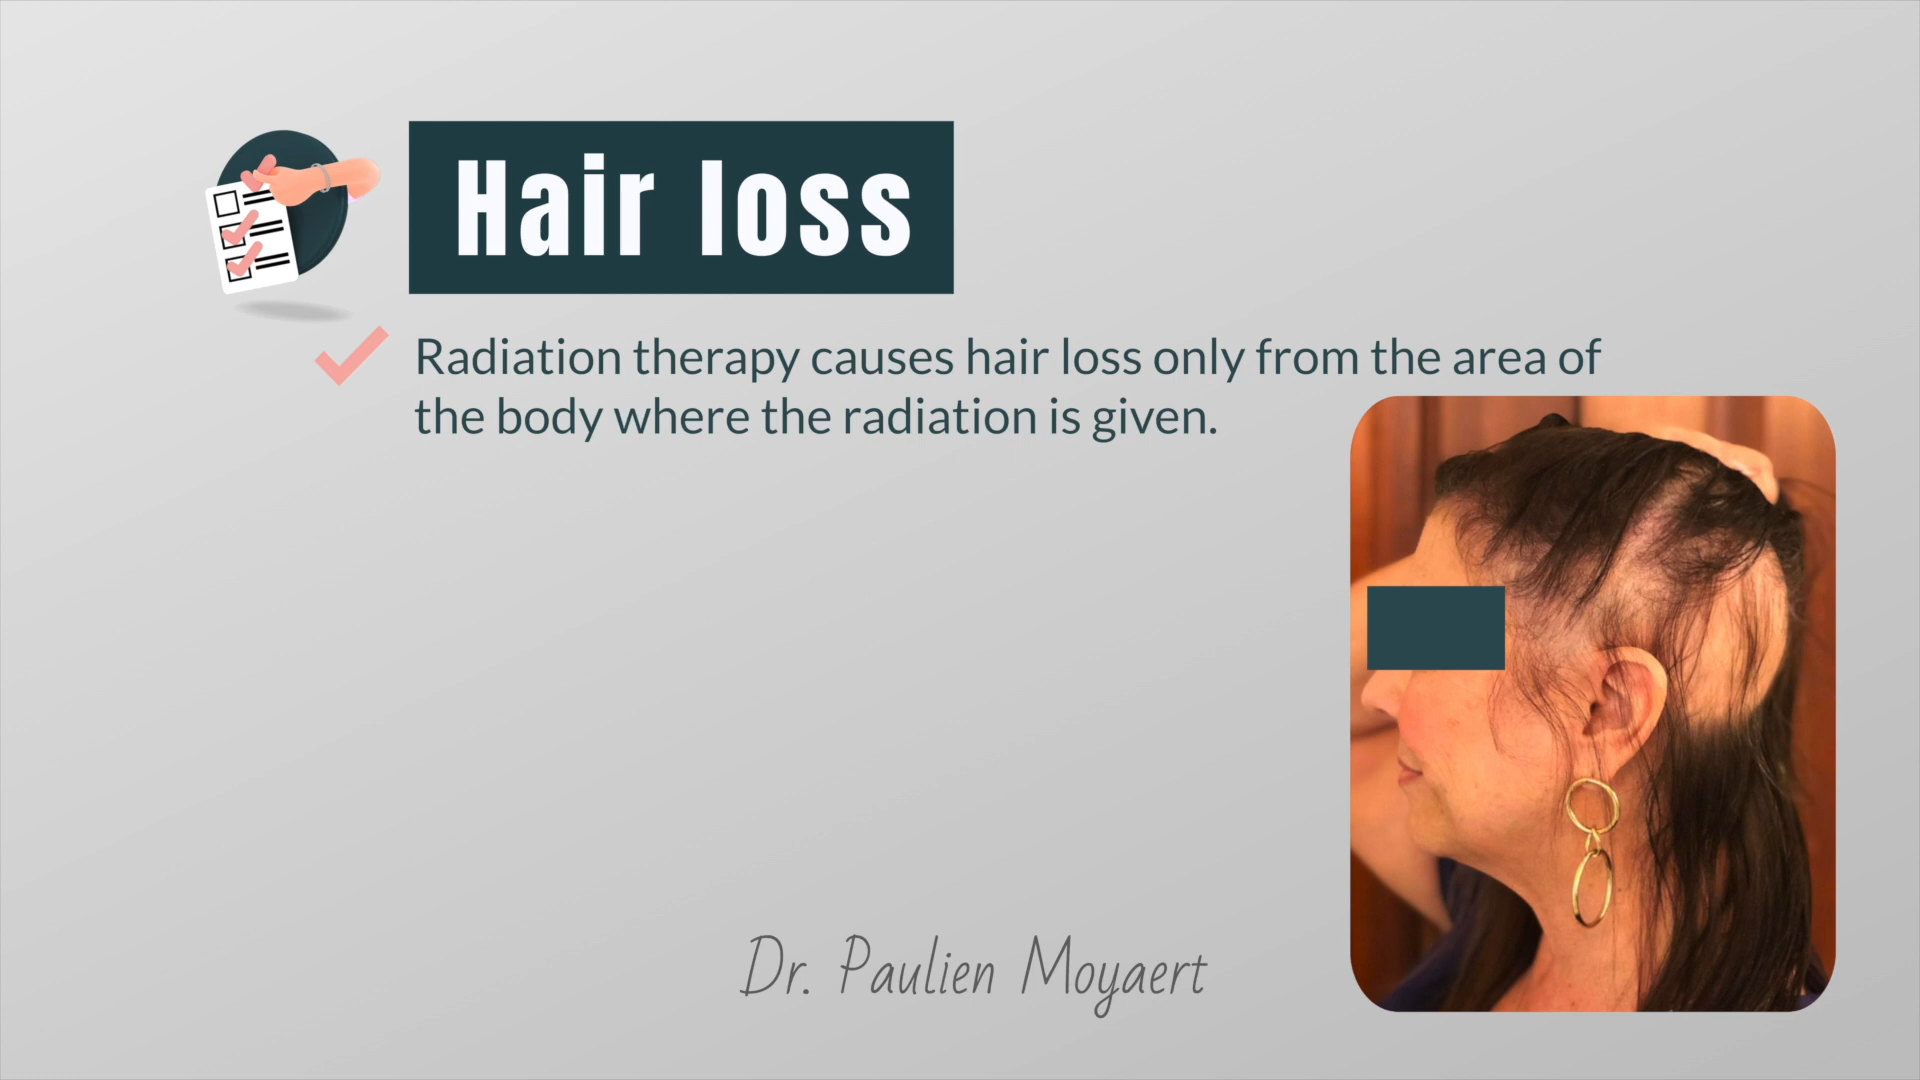 Hair loss
Radiation therapy causes hair loss only from the area of
the body where the radiation is given.
Dr. Paulien Moyaert